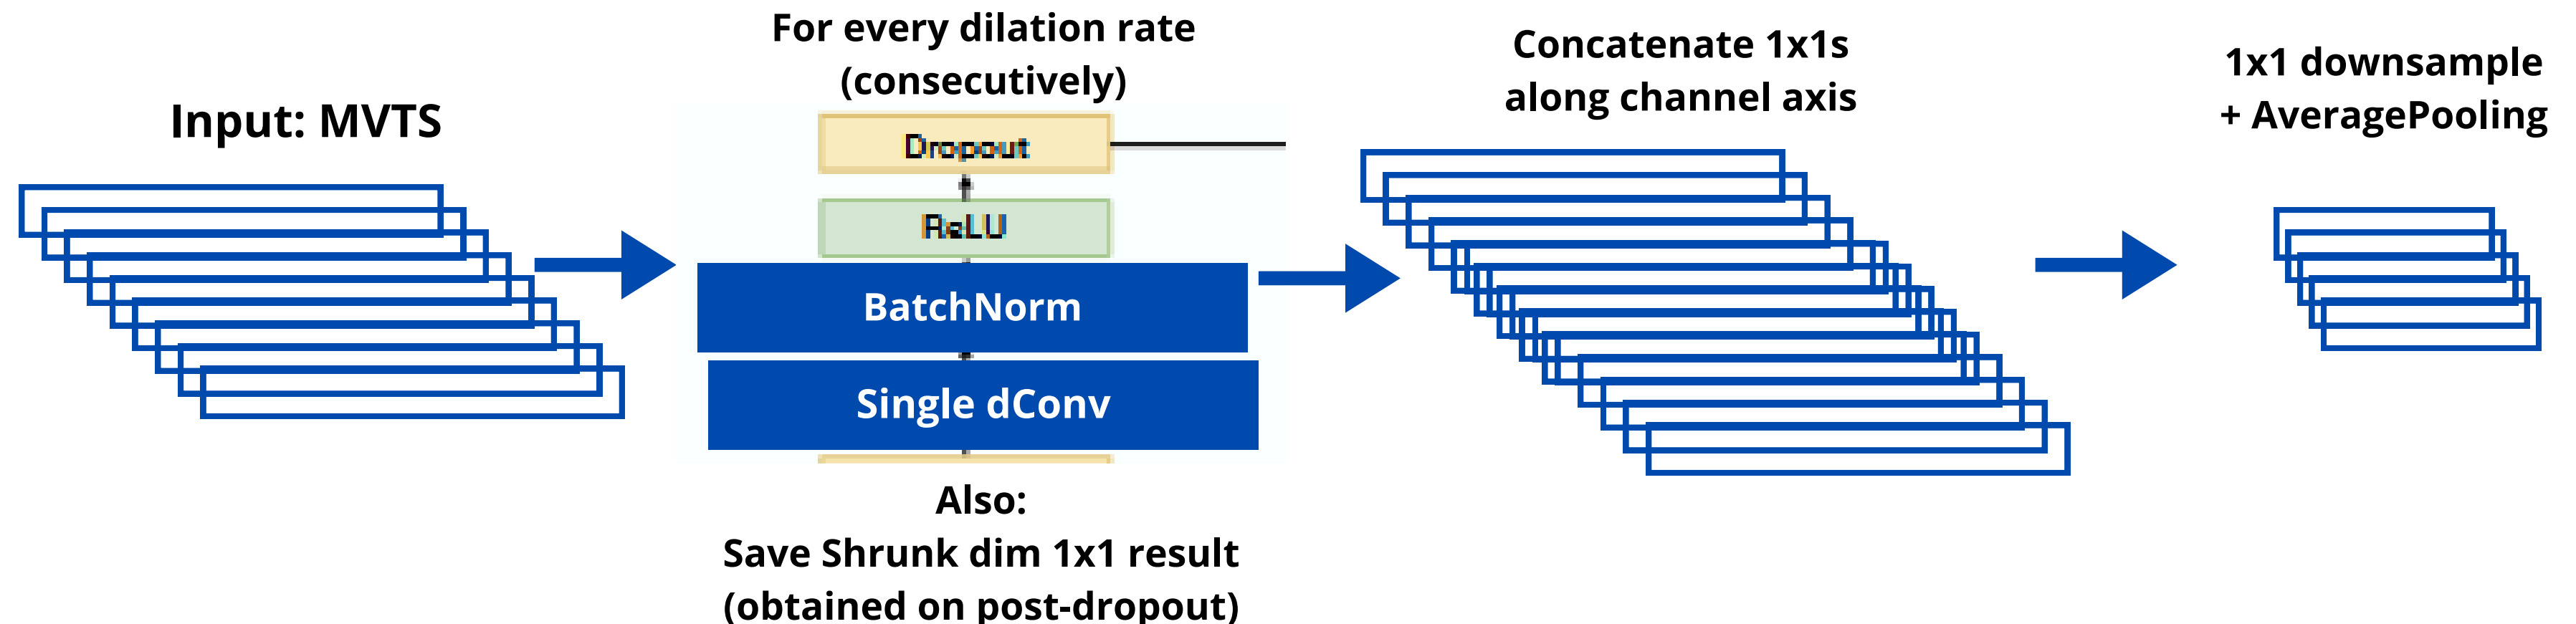 Input: MVTS
For every dilation rate
(consecutively)
Dropout
ReLU
BatchNorm
Single dConv
Also:
Save Shrunk dim 1x1 result
(obtained on post-dropout)
Concatenate 1x1s
along channel axis
1x1 downsample
+ AveragePooling